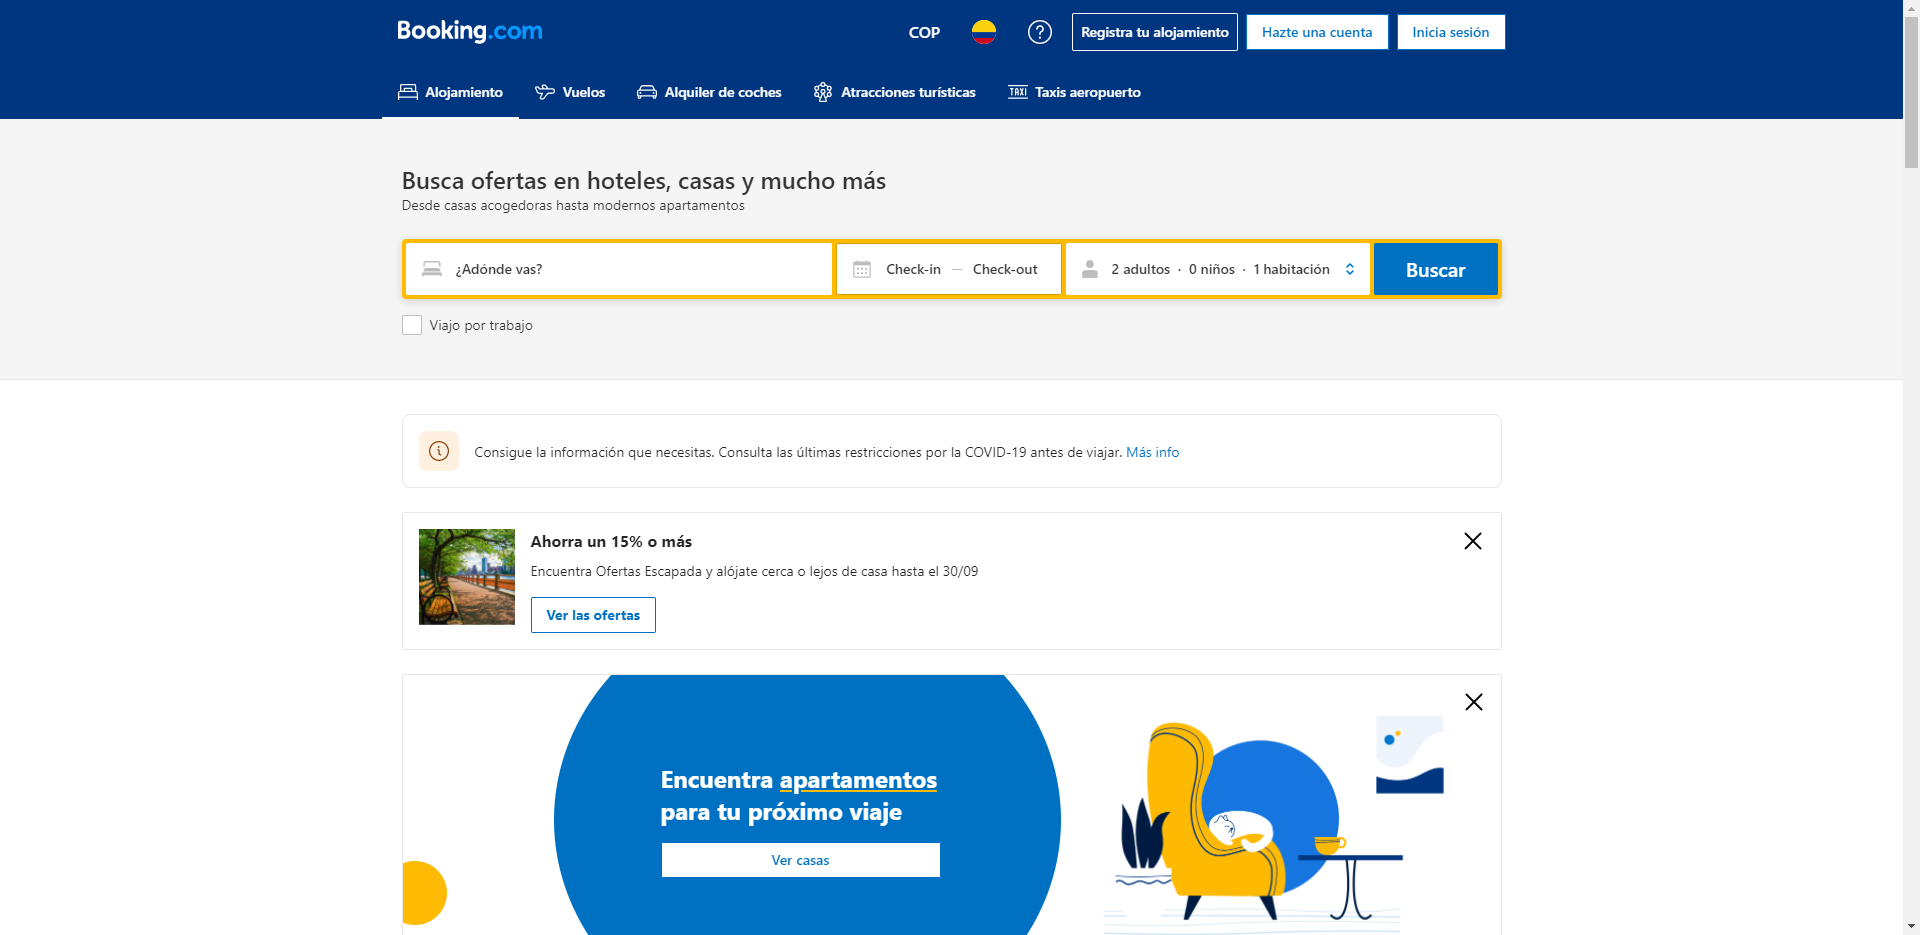 Booking.com
COP
Registra tu alojamiento
Hazte una cuenta
Inicia sesión
Alojamiento
Vuelos
Alquiler de coches
Atracciones turísticas
TAXI
Taxis aeropuerto
Busca ofertas en hoteles, casas y mucho más
Desde casas acogedoras hasta modernos apartamentos
¿Adónde vas?
Check-in — Check-out
2 adultos · 0 niños · 1 habitación
Buscar
Viajo por trabajo
Consigue la información que necesitas. Consulta las últimas restricciones por la COVID-19 antes de viajar. Más info
Ahorra un 15% o más
Encuentra Ofertas Escapada y alójate cerca o lejos de casa hasta el 30/09
Ver las ofertas
Encuentra apartamentos
para tu próximo viaje
Ver casas